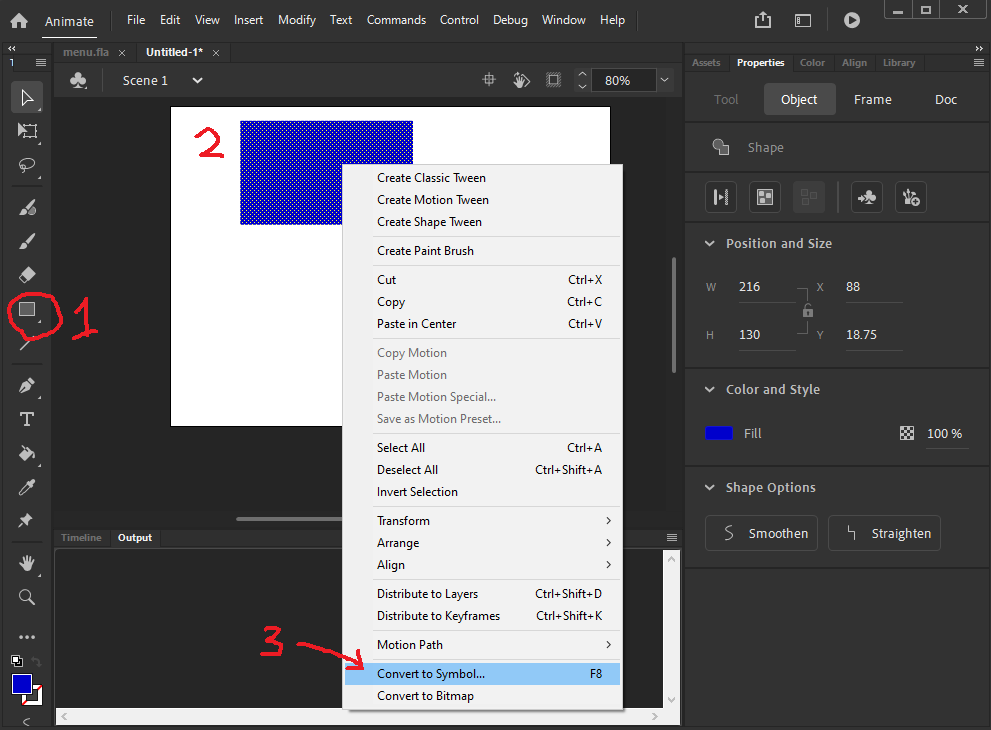 Animate File Edit View Insert Modify Text Commands Control Debug Window Help
menu.fla × Untitled-1* ×
Scene 1 80%
Assets Properties Color Align Library
Tool Object Frame Doc
Shape
Position and Size
W 216 X 88
H 130 Y 18.75
Color and Style
Fill 100 %
Shape Options
Smoothen Straighten
1
2
Create Classic Tween
Create Motion Tween
Create Shape Tween
Create Paint Brush
Cut Ctrl+X
Copy Ctrl+C
Paste in Center Ctrl+V
Copy Motion
Paste Motion
Paste Motion Special...
Save as Motion Preset...
Select All Ctrl+A
Deselect All Ctrl+Shift+A
Invert Selection
Transform
Arrange
Align
Distribute to Layers Ctrl+Shift+D
Distribute to Keyframes Ctrl+Shift+K
Motion Path
3
Convert to Symbol... F8
Convert to Bitmap
Timeline Output